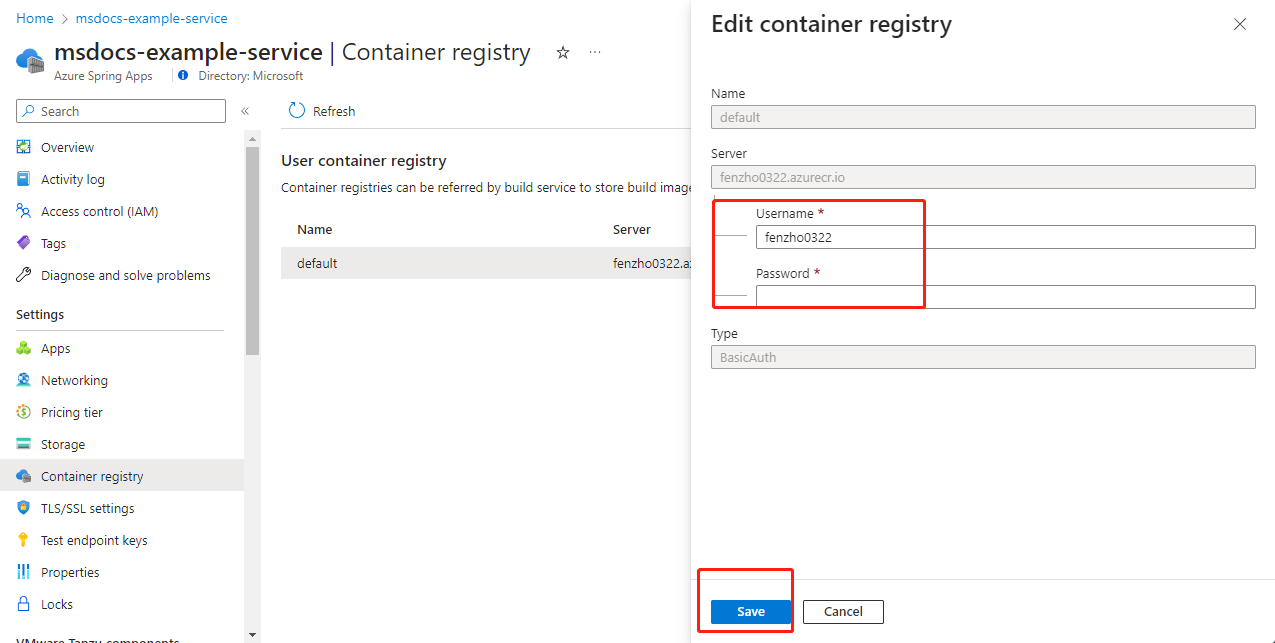 Home > msdocs-example-service
msdocs-example-service | Container registry
Azure Spring Apps
Directory: Microsoft
Search
«
Overview
Activity log
Access control (IAM)
Tags
Diagnose and solve problems
Settings
Apps
Networking
Pricing tier
Storage
Container registry
TLS/SSL settings
Test endpoint keys
Properties
Locks
VMware Tanzu components
Refresh
User container registry
Container registries can be referred by build service to store build image
Name Server
default fenzho0322.az
Edit container registry
Name
default
Server
fenzho0322.azurecr.io
Username *
fenzho0322
Password *
Type
BasicAuth
Save Cancel